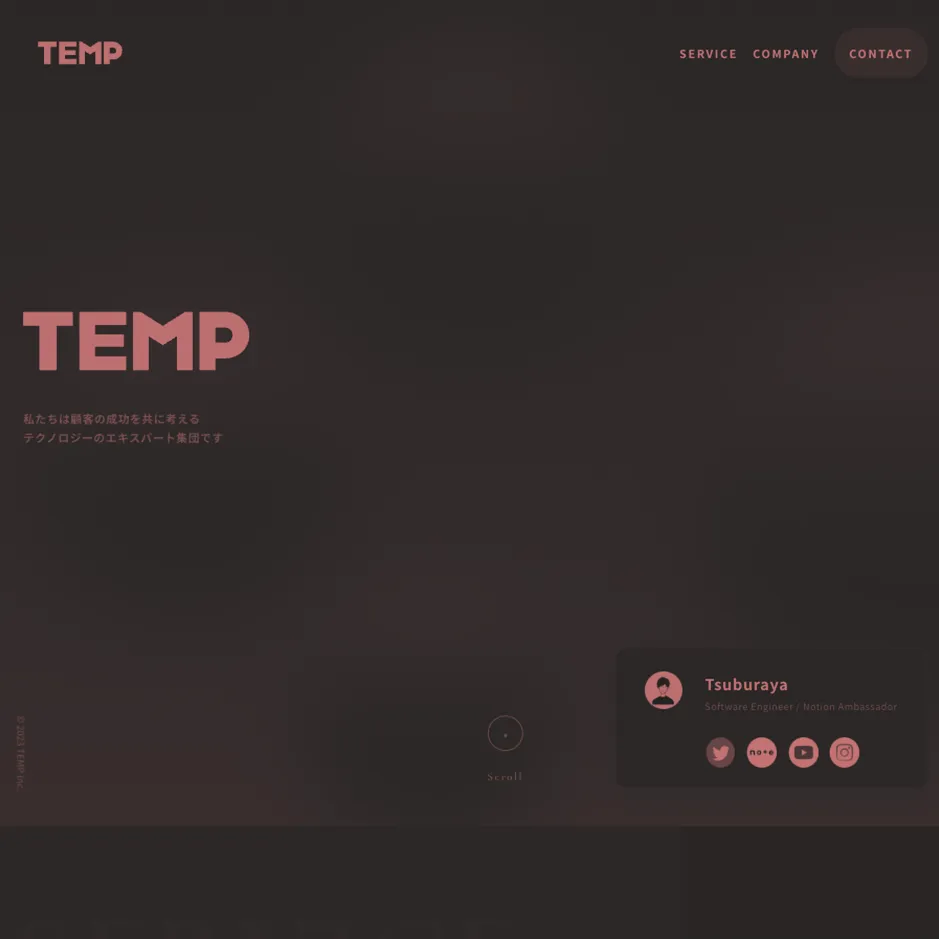 TEMP
SERVICE
COMPANY
CONTACT
TEMP
私たちは顧客の成功を共に考える
テクノロジーのエキスパート集団です
Tsuburaya
Software Engineer / Notion Ambassador
note
© 2023 TEMP Inc.
Scroll